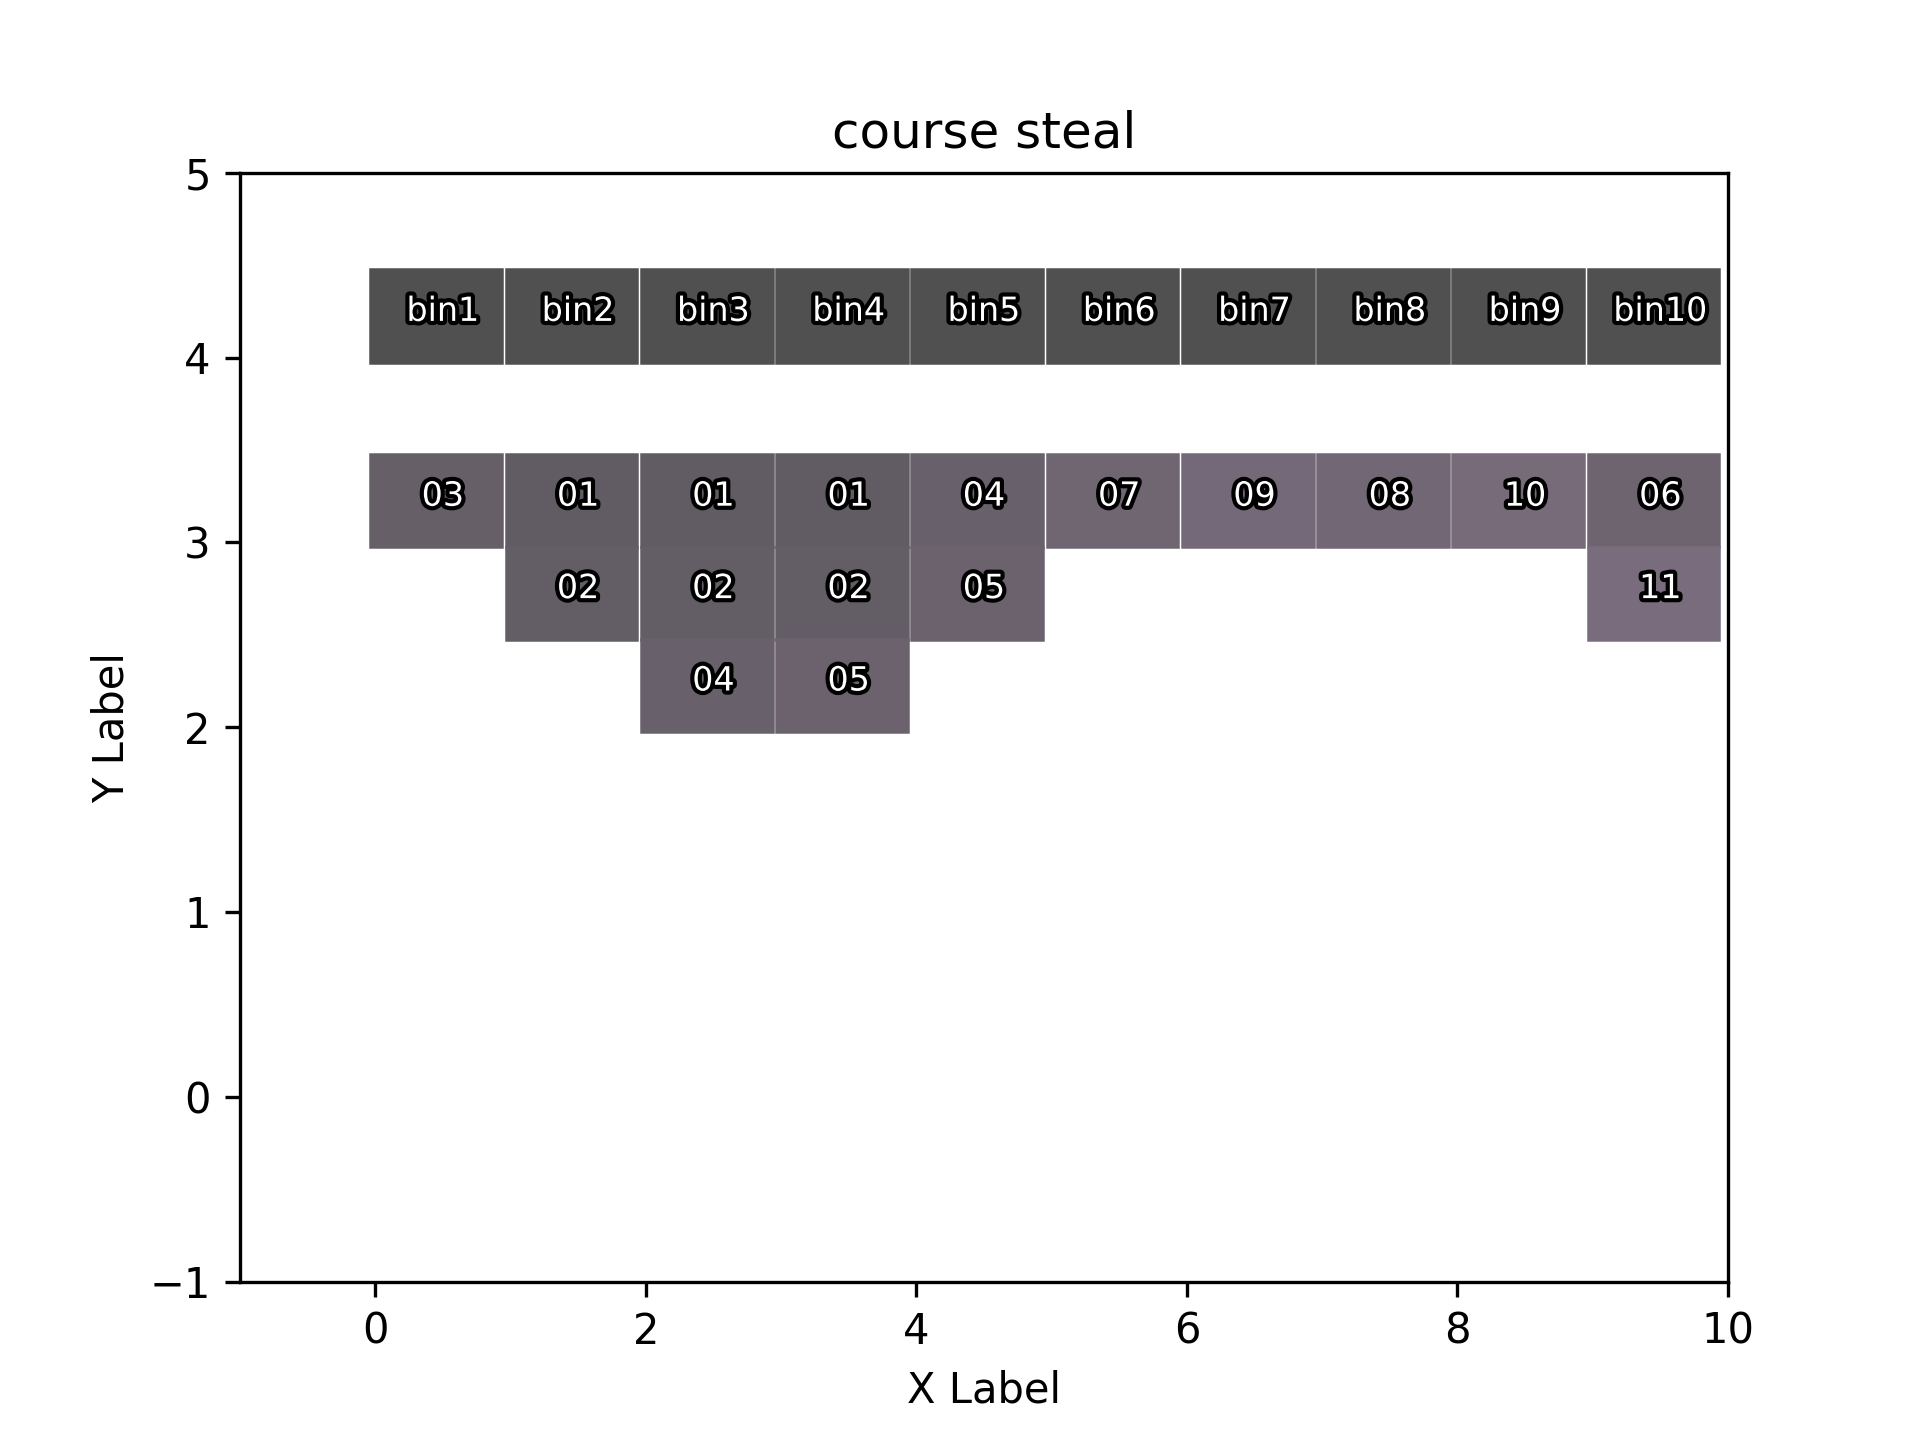 course steal
5
bin1 bin2 bin3 bin4 bin5 bin6 bin7 bin8 bin9 bin10
4
03 01 01 01 04 07 09 08 10 06
3
02 02 02 05 11
04 05
2
Y Label
1
0
−1
0 2 4 6 8 10
X Label